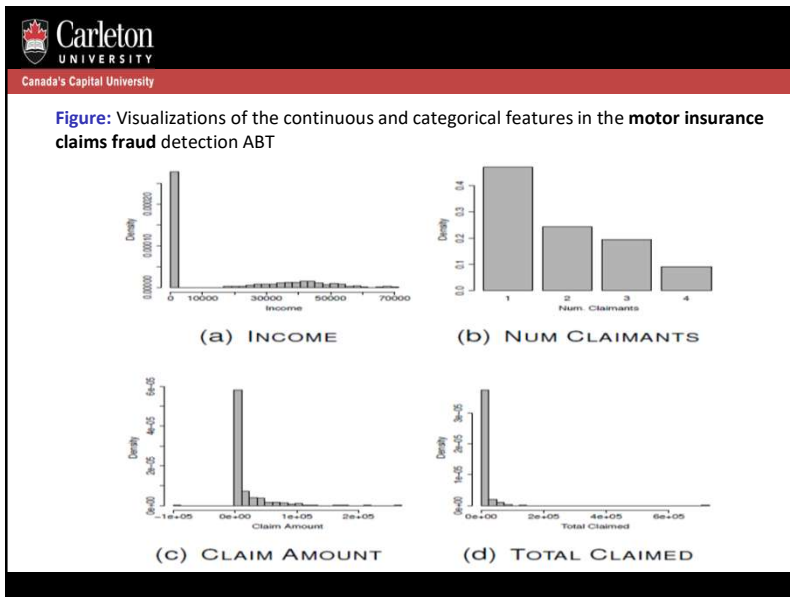 Carleton
UNIVERSITY
Canada's Capital University
Figure: Visualizations of the continuous and categorical features in the motor insurance
claims fraud detection ABT
Density
0.00000 0.00010 0.00020
0 10000 30000 50000 70000
Income
(a) INCOME
Density
0.0 0.1 0.2 0.3 0.4
1 2 3 4
Num. Claimants
(b) NUM CLAIMANTS
Density
0e+00 2e-05 4e-05 6e-05
-1e+05 0e+00 1e+05 2e+05
Claim Amount
(c) CLAIM AMOUNT
Density
0e+00 1e-05 2e-05 3e-05
0e+00 2e+05 4e+05 6e+05
Total Claimed
(d) TOTAL CLAIMED